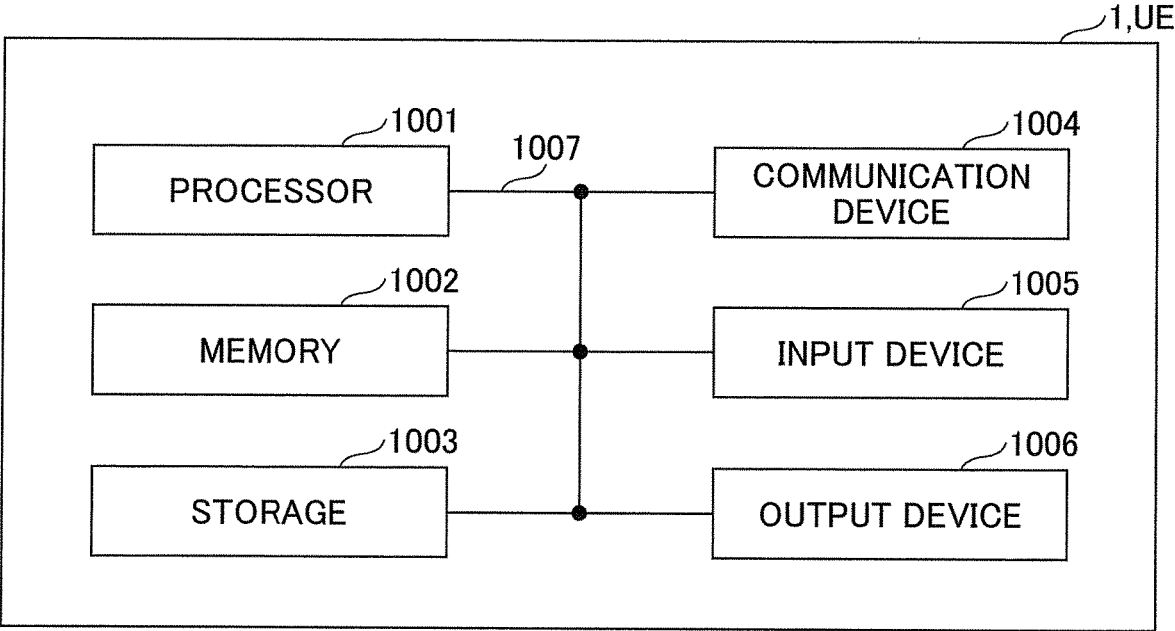 1,UE
1001
PROCESSOR
1007
1004
COMMUNICATION
DEVICE
1002
MEMORY
1005
INPUT DEVICE
1003
STORAGE
1006
OUTPUT DEVICE